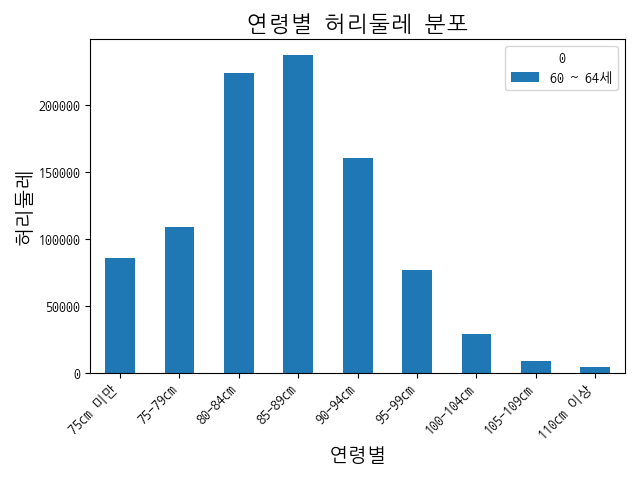 연령별 허리둘레 분포
0
60 ~ 64세
허리둘레
200000
150000
100000
50000
0
75cm 미만
75-79cm
80-84cm
85-89cm
90-94cm
95-99cm
100-104cm
105-109cm
110cm 이상
연령별